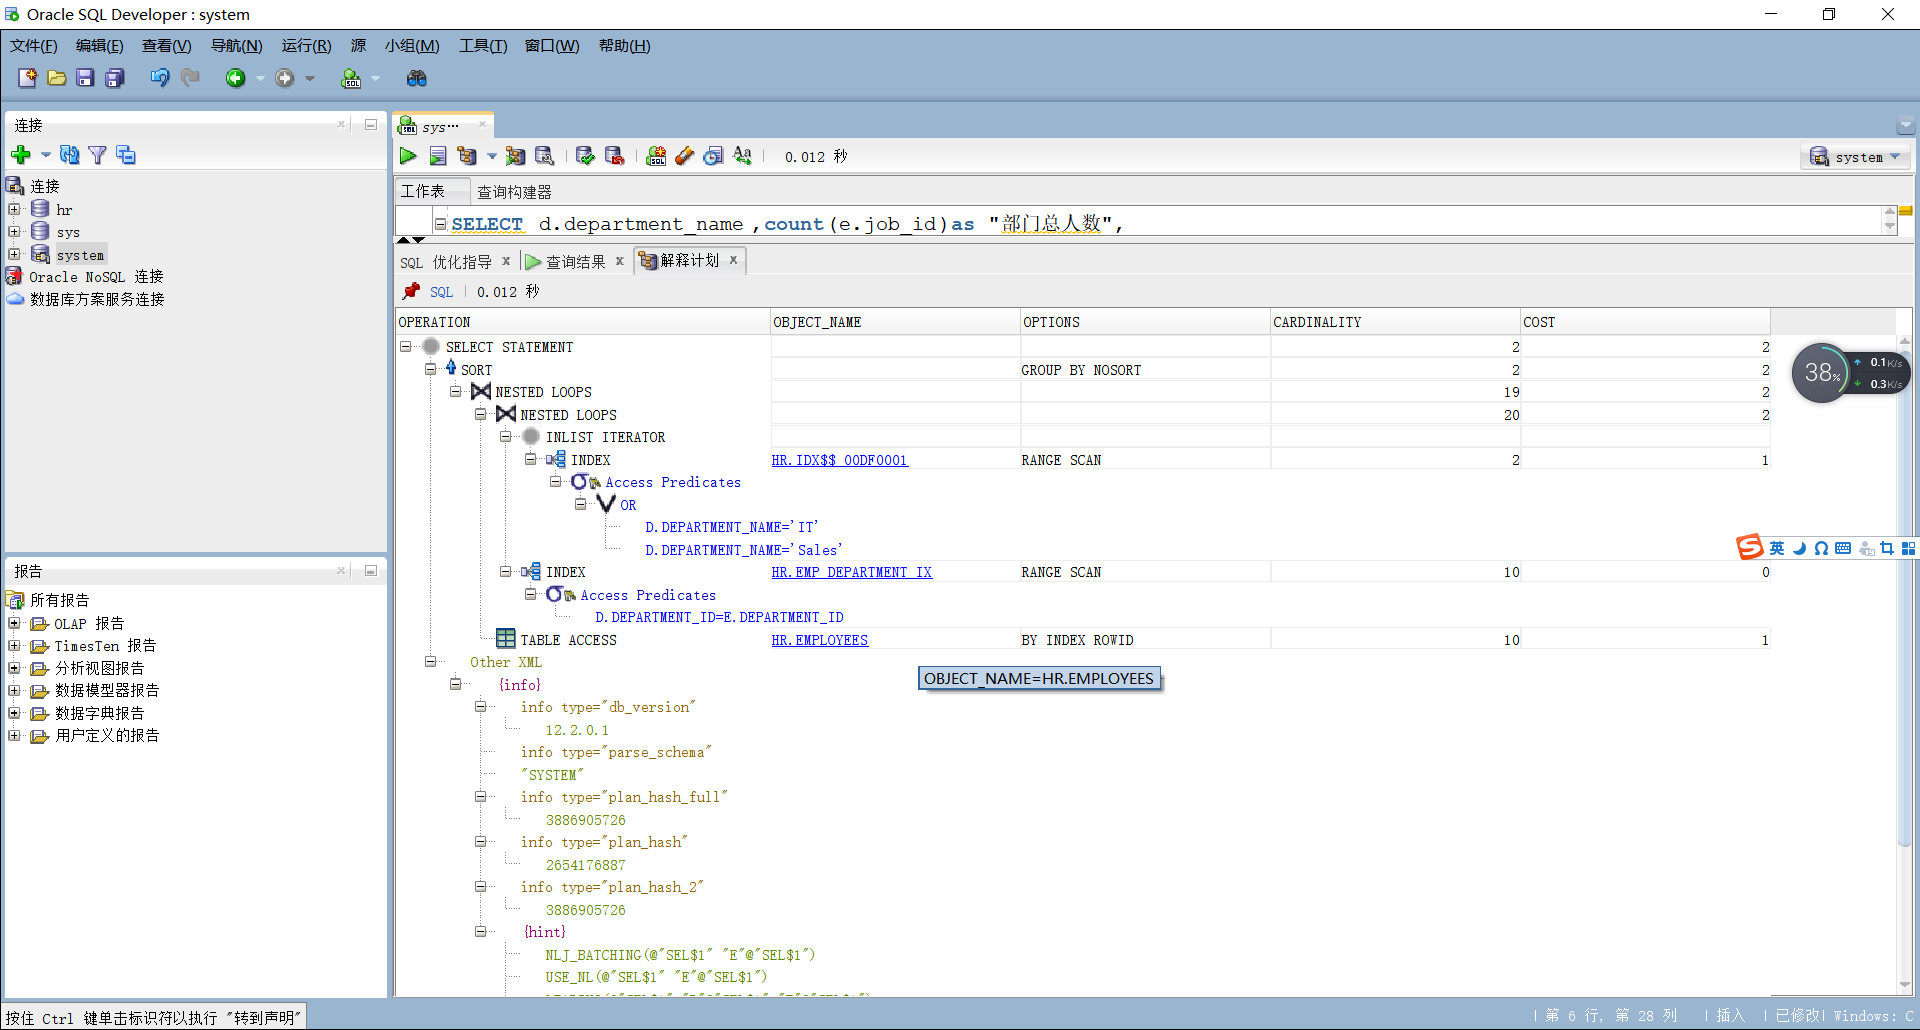 Oracle SQL Developer : system
文件(F) 编辑(E) 查看(V) 导航(N) 运行(R) 源 小组(M) 工具(T) 窗口(W) 帮助(H)
连接
连接
hr
sys
system
Oracle NoSQL 连接
数据库方案服务连接
报告
所有报告
OLAP 报告
TimesTen 报告
分析视图报告
数据模型器报告
数据字典报告
用户定义的报告
sys…
0.012 秒
system
工作表 查询构建器
SELECT d.department_name ,count(e.job_id)as "部门总人数",
SQL 优化指导 查询结果 解释计划
SQL 0.012 秒
OPERATION OBJECT_NAME OPTIONS CARDINALITY COST
SELECT STATEMENT 2 2
SORT GROUP BY NOSORT 2 2
NESTED LOOPS 19 2
NESTED LOOPS 20 2
INLIST ITERATOR
INDEX HR.IDX$$_00DF0001 RANGE SCAN 2 1
Access Predicates
OR
D.DEPARTMENT_NAME='IT'
D.DEPARTMENT_NAME='Sales'
INDEX HR.EMP_DEPARTMENT_IX RANGE SCAN 10 0
Access Predicates
D.DEPARTMENT_ID=E.DEPARTMENT_ID
TABLE ACCESS HR.EMPLOYEES BY INDEX ROWID 10 1
Other XML
OBJECT_NAME=HR.EMPLOYEES
{info}
info type="db_version"
12.2.0.1
info type="parse_schema"
"SYSTEM"
info type="plan_hash_full"
3886905726
info type="plan_hash"
2654176887
info type="plan_hash_2"
3886905726
{hint}
NLJ_BATCHING(@"SEL$1" "E"@"SEL$1")
USE_NL(@"SEL$1" "E"@"SEL$1")
38%
0.1K/s
0.3K/s
英
按住 Ctrl 键单击标识符以执行 "转到声明"
第 6 行, 第 28 列 插入 已修改 Windows: C